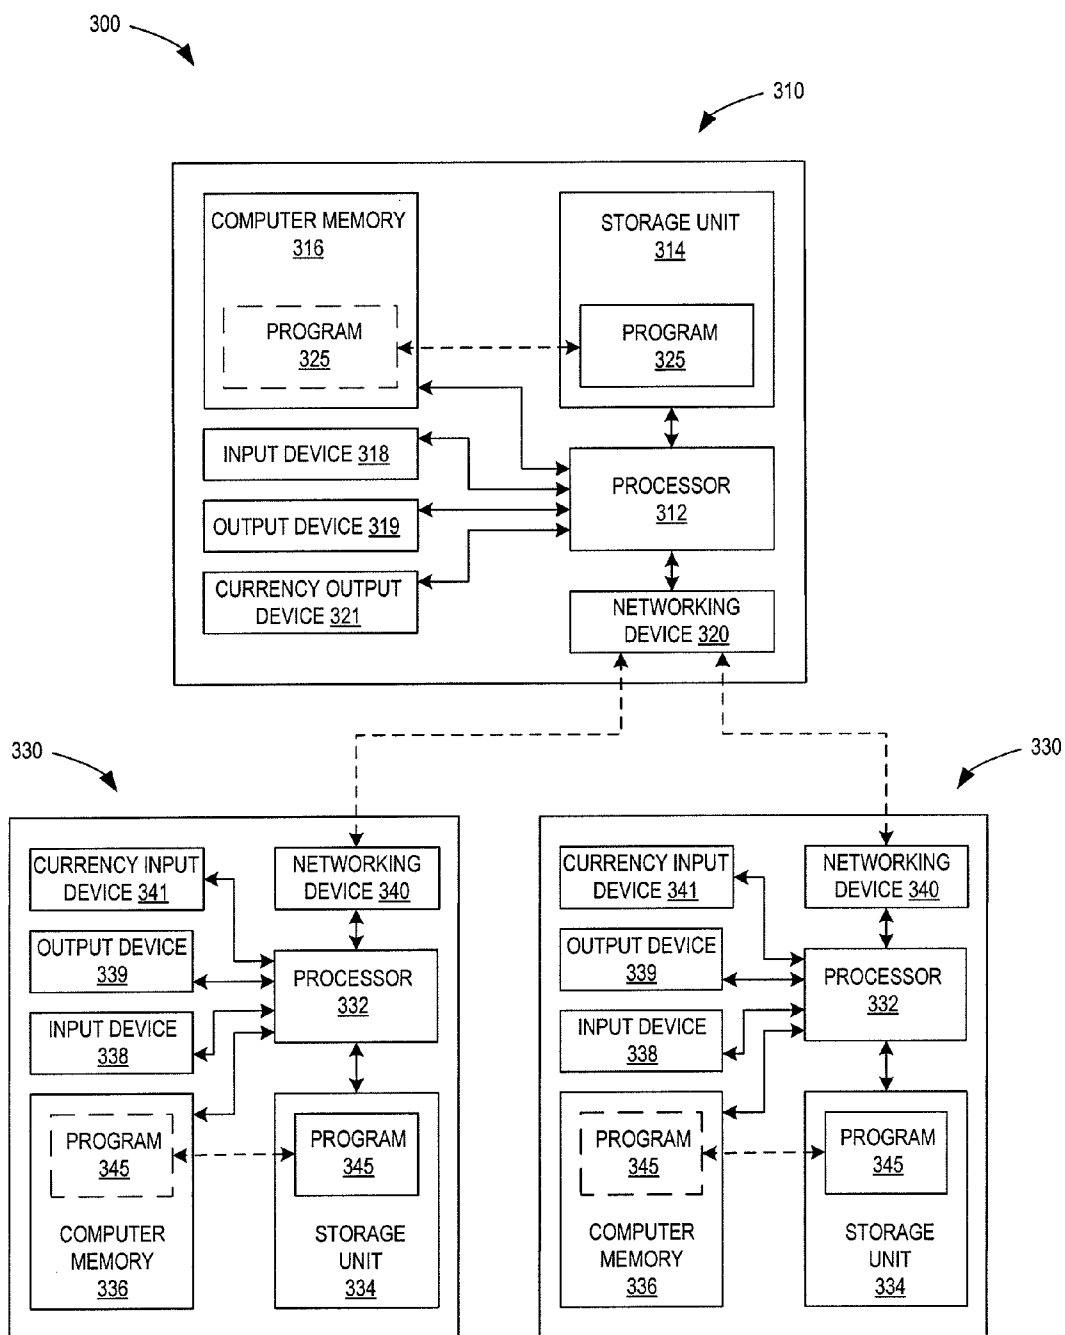 300
310
COMPUTER MEMORY
316
PROGRAM
325
STORAGE UNIT
314
PROGRAM
325
INPUT DEVICE 318
OUTPUT DEVICE 319
CURRENCY OUTPUT
DEVICE 321
PROCESSOR
312
NETWORKING
DEVICE 320
330
CURRENCY INPUT
DEVICE 341
NETWORKING
DEVICE 340
OUTPUT DEVICE
339
PROCESSOR
332
INPUT DEVICE
338
PROGRAM
345
COMPUTER
MEMORY
336
PROGRAM
345
STORAGE
UNIT
334
330
CURRENCY INPUT
DEVICE 341
NETWORKING
DEVICE 340
OUTPUT DEVICE
339
PROCESSOR
332
INPUT DEVICE
338
PROGRAM
345
COMPUTER
MEMORY
336
PROGRAM
345
STORAGE
UNIT
334